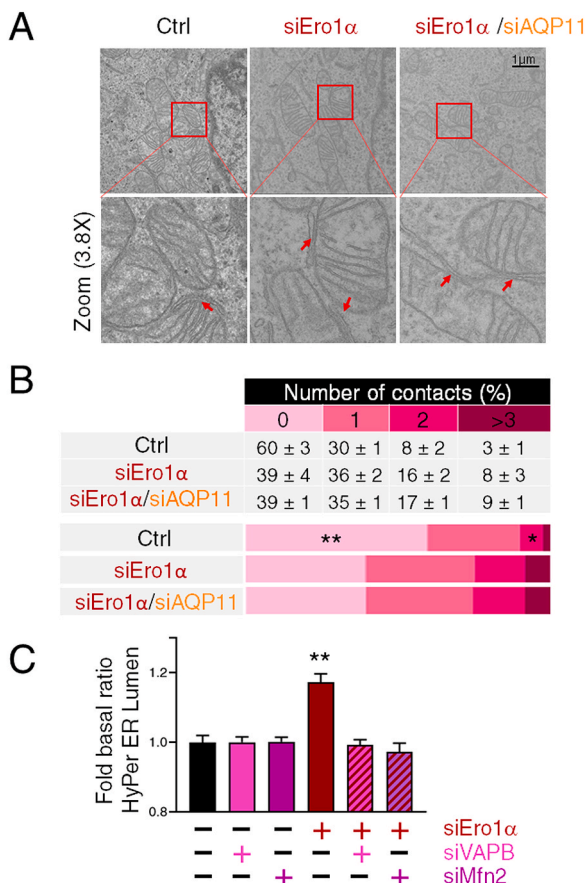 A
Ctrl siEro1α siEro1α /siAQP11
1µm
Zoom (3.8X)
B
Number of contacts (%)
0 1 2 >3
Ctrl 60 ± 3 30 ± 1 8 ± 2 3 ± 1
siEro1α 39 ± 4 36 ± 2 16 ± 2 8 ± 3
siEro1α/siAQP11 39 ± 1 35 ± 1 17 ± 1 9 ± 1
Ctrl ** *
siEro1α
siEro1α/siAQP11
C
Fold basal ratio
HyPer ER Lumen
1.2
1.0
0.8
**
− − − + + + siEro1α
− + − − + − siVAPB
− − + − − + siMfn2